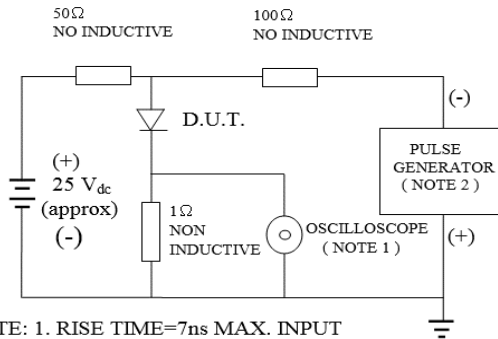 50Ω
NO INDUCTIVE
100Ω
NO INDUCTIVE
(-)
D.U.T.
PULSE
GENERATOR
( NOTE 2 )
(+)
25 Vdc
(approx)
(-)
1Ω
NON
INDUCTIVE
OSCILLOSCOPE
( NOTE 1 )
(+)
TE: 1. RISE TIME=7ns MAX. INPUT